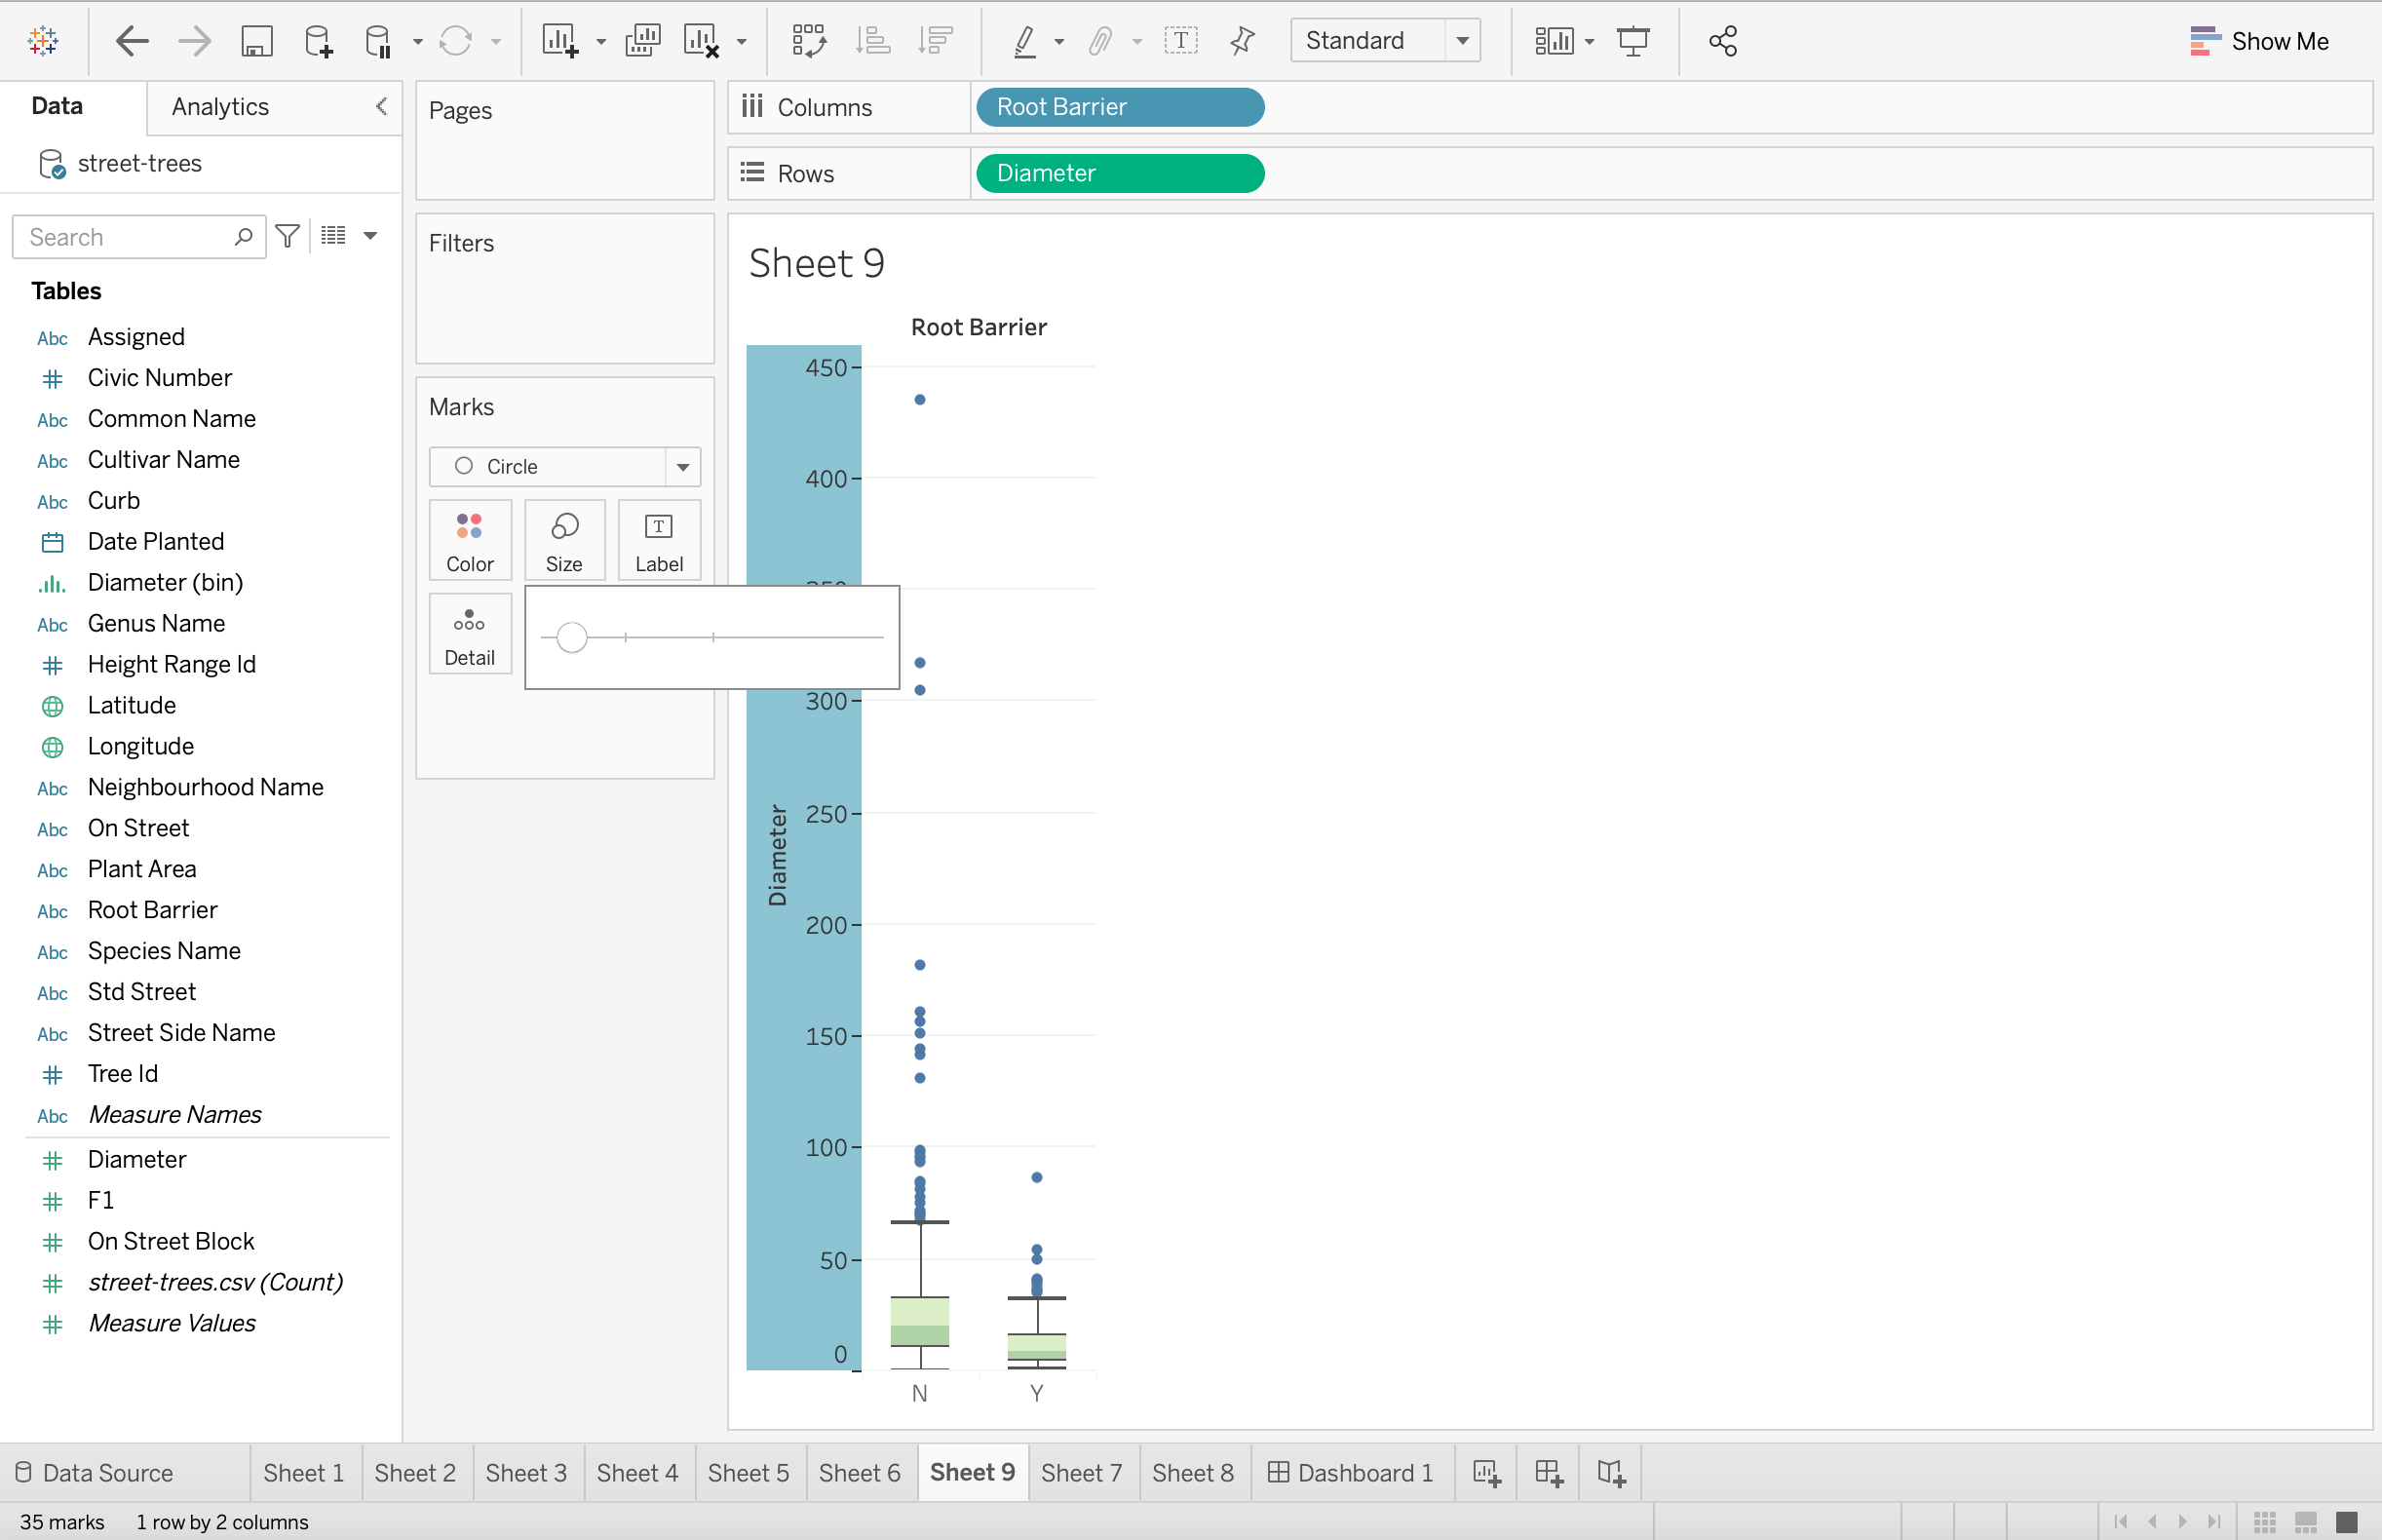 Standard
Show Me
Data
Analytics
street-trees
Search
Tables
Abc Assigned
Civic Number
Abc Common Name
Abc Cultivar Name
Abc Curb
Date Planted
Diameter (bin)
Abc Genus Name
Height Range Id
Latitude
Longitude
Abc Neighbourhood Name
Abc On Street
Abc Plant Area
Abc Root Barrier
Abc Species Name
Abc Std Street
Abc Street Side Name
Tree Id
Abc Measure Names
Diameter
F1
On Street Block
street-trees.csv (Count)
Measure Values
Pages
Filters
Marks
Circle
Color
Size
T
Label
Detail
Columns
Root Barrier
Rows
Diameter
Sheet 9
Root Barrier
450
400
300
250
200
150
100
50
0
Diameter
N
Y
Data Source
Sheet 1
Sheet 2
Sheet 3
Sheet 4
Sheet 5
Sheet 6
Sheet 9
Sheet 7
Sheet 8
Dashboard 1
35 marks
1 row by 2 columns